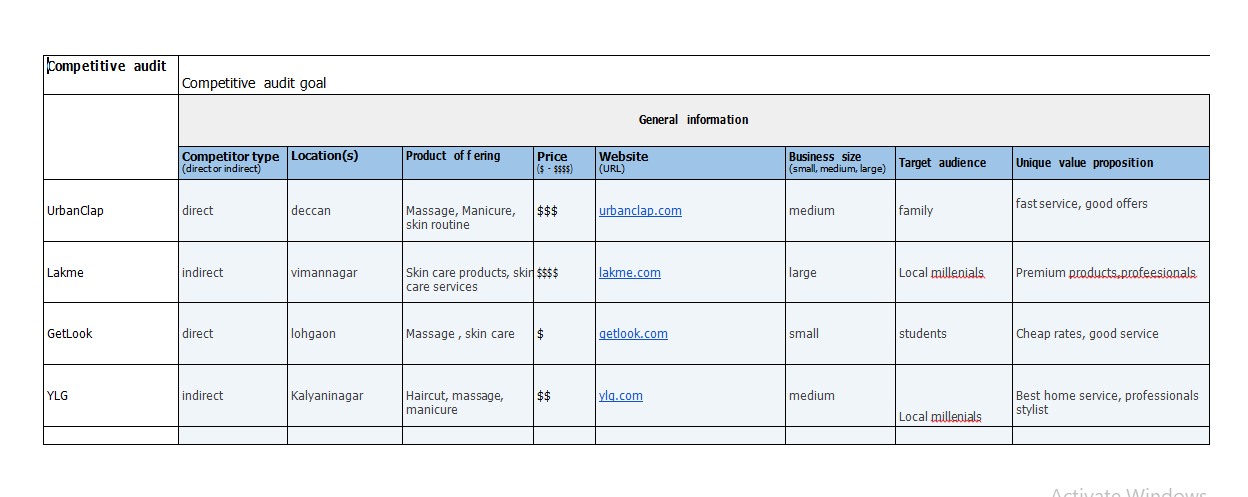 Competitive audit
Competitive audit goal
General information
Competitor type Location(s) Product offering Price Website Business size Target audience Unique value proposition
(direct or indirect) ($ - $$$$) (URL) (small, medium, large)
UrbanClap direct deccan Massage, Manicure, $$$ urbanclap.com medium family fast service, good offers
skin routine
Lakme indirect vimannagar Skin care products, skin $$$$ lakme.com large Local millenials Premium products,profeesionals
care services
GetLook direct lohgaon Massage , skin care $ getlook.com small students Cheap rates, good service
YLG indirect Kalyaninagar Haircut, massage, $$ ylg.com medium Local millenials Best home service, professionals
manicure stylist
Activate Windows